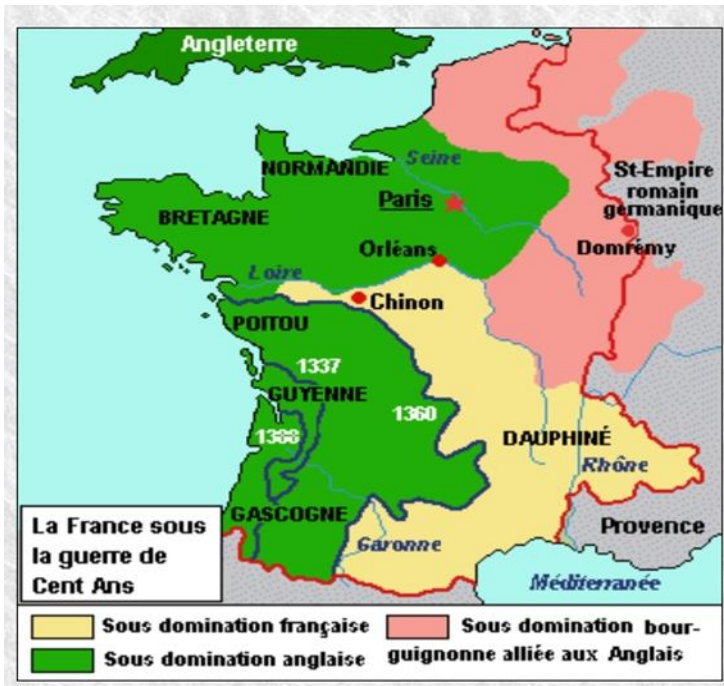 Angleterre
NORMANDIE
Seine
St-Empire
romain
germanique
Paris
BRETAGNE
Orléans
Domrémy
Loire
Chinon
POITOU
1337
GUYENNE
1360
1388
DAUPHINÉ
Rhône
GASCOGNE
Garonne
Provence
Méditerranée
La France sous
la guerre de
Cent Ans
Sous domination française
Sous domination anglaise
Sous domination bour-
guignonne alliée aux Anglais